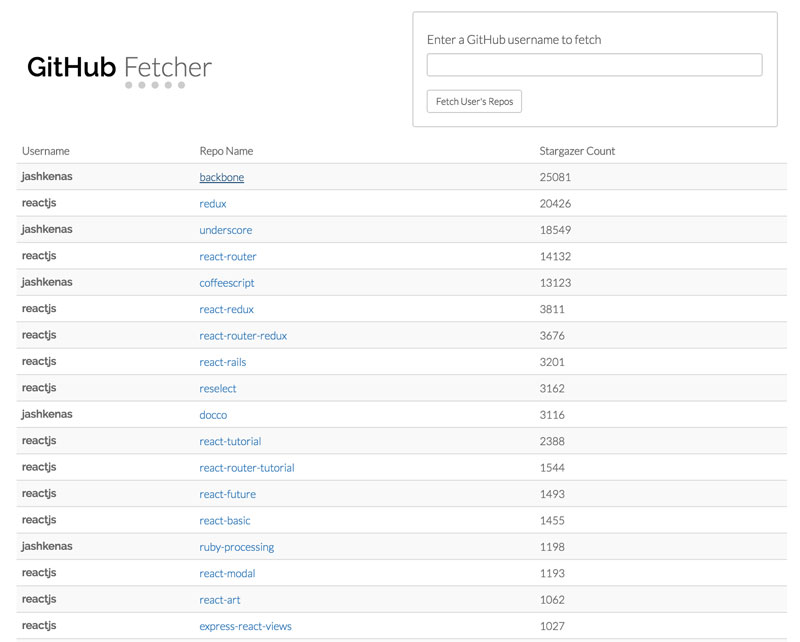 GitHub Fetcher
Enter a GitHub username to fetch
Fetch User's Repos
Username Repo Name Stargazer Count
jashkenas backbone 25081
reactjs redux 20426
jashkenas underscore 18549
reactjs react-router 14132
jashkenas coffeescript 13123
reactjs react-redux 3811
reactjs react-router-redux 3676
reactjs react-rails 3201
reactjs reselect 3162
jashkenas docco 3116
reactjs react-tutorial 2388
reactjs react-router-tutorial 1544
reactjs react-future 1493
reactjs react-basic 1455
jashkenas ruby-processing 1198
reactjs react-modal 1193
reactjs react-art 1062
reactjs express-react-views 1027